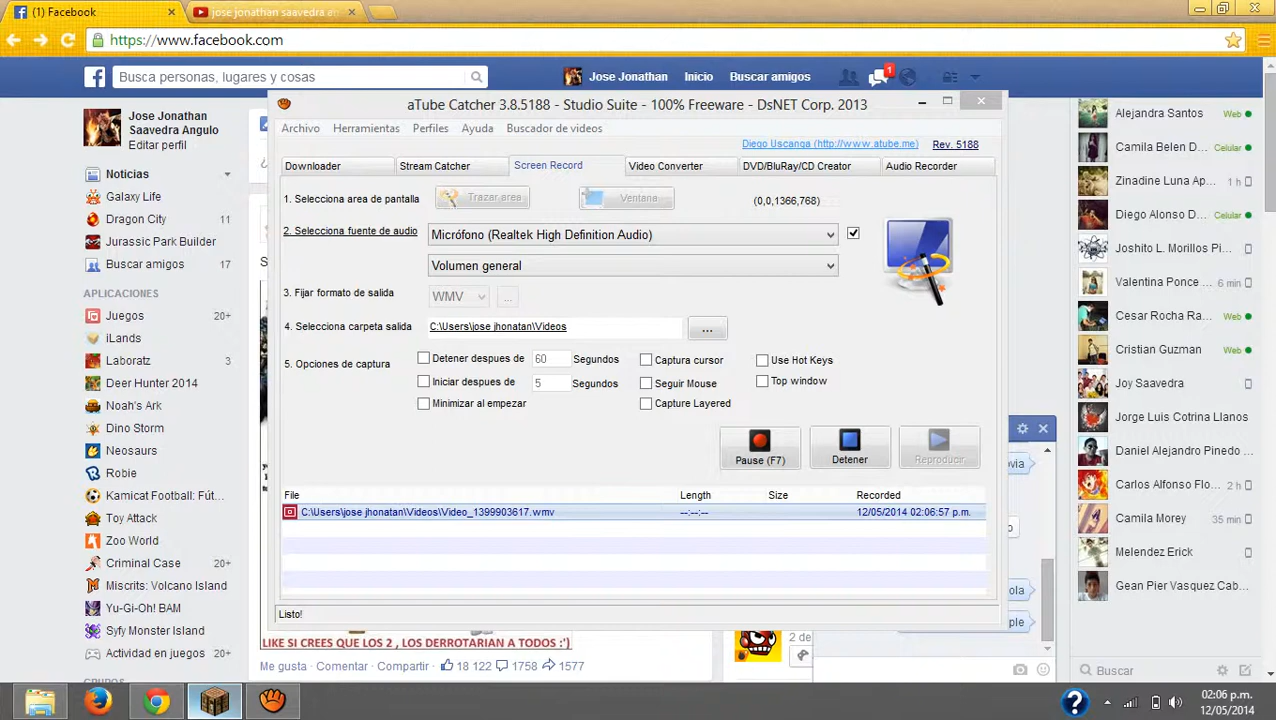 (1) Facebook
jose jonathan saavedra an
https://www.facebook.com
Busca personas, lugares y cosas
Jose Jonathan
Inicio
Buscar amigos
1
Jose Jonathan
Saavedra Angulo
Editar perfil
Noticias
Galaxy Life
Dragon City 11
Jurassic Park Builder
Buscar amigos 16
APLICACIONES
Juegos 20+
iLands
Laboratz 3
Deer Hunter 2014
Noah's Ark
Dino Storm
Neosaurs
Robie
Kamicat Football: Fút...
Toy Attack
Zoo World
Criminal Case 20+
Miscrits: Volcano Island
Yu-Gi-Oh! BAM
Syfy Monster Island
Actividad en juegos 20+
GRUPOS
aTube Catcher 3.8.5188 - Studio Suite - 100% Freeware - DsNET Corp. 2013
Archivo Herramientas Perfiles Ayuda Buscador de videos
Diego Uscanga (http://www.atube.me) Rev. 5188
Downloader Stream Catcher Screen Record Video Converter DVD/BluRay/CD Creator Audio Recorder
1. Selecciona area de pantalla Trazar area Ventana (0,0,1366,768)
2. Selecciona fuente de audio Micrófono (Realtek High Definition Audio)
Volumen general
3. Fijar formato de salida WMV ...
4. Selecciona carpeta salida C:\Users\jose jhonatan\Videos ...
5. Opciones de captura
Detener despues de 60 Segundos Captura cursor Use Hot Keys
Iniciar despues de 5 Segundos Seguir Mouse Top window
Minimizar al empezar Capture Layered
Pause (F7) Detener Reproducir
File Length Size Recorded
C:\Users\jose jhonatan\Videos\Video_1399903617.wmv --:--:-- 12/05/2014 02:06:57 p.m.
Listo!
LIKE SI CREES QUE LOS 2 , LOS DERROTARIAN A TODOS :')
Me gusta · Comentar · Compartir · 18 122 1758 1577
2 de
ovia
o
ola
ple
Alejandra Santos Web
Camila Belen D... Celular
Zinadine Luna Ap... 1 h
Diego Alonso D... Celular
Joshito L. Morillos Pi...
Valentina Ponce ... 6 min
Cesar Rocha Ra... Web
Cristian Guzman Web
Joy Saavedra
Jorge Luis Cotrina Llanos
Daniel Alejandro Pinedo ...
Carlos Alfonso Flo... 2 h
Camila Morey 35 min
Melendez Erick
Gean Pier Vasquez Cab...
Buscar
02:06 p.m.
12/05/2014